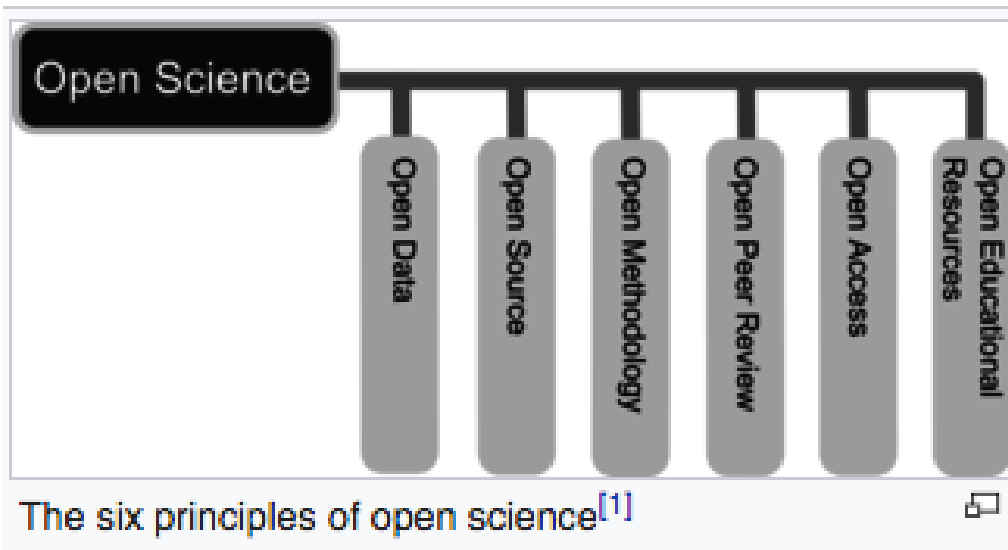 Open Science
Open Data
Open Source
Open Methodology
Open Peer Review
Open Access
Open Educational
Resources
The six principles of open science[1]